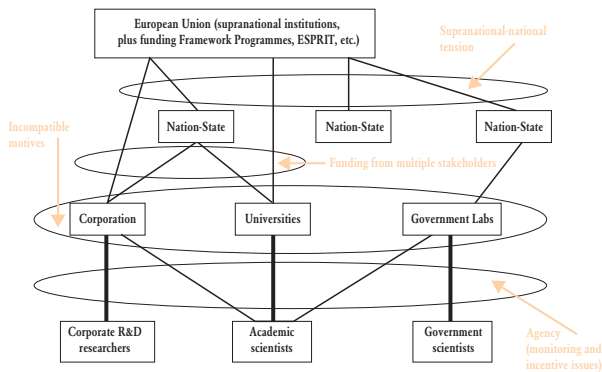 European Union (supranational institutions,
plus funding Framework Programmes, ESPRIT, etc.)
Supranational-national
tension
Incompatible
motives
Nation-State
Nation-State
Nation-State
Funding from multiple stakeholders
Corporation
Universities
Government Labs
Corporate R&D
researchers
Academic
scientists
Government
scientists
Agency
(monitoring and
incentive issues)